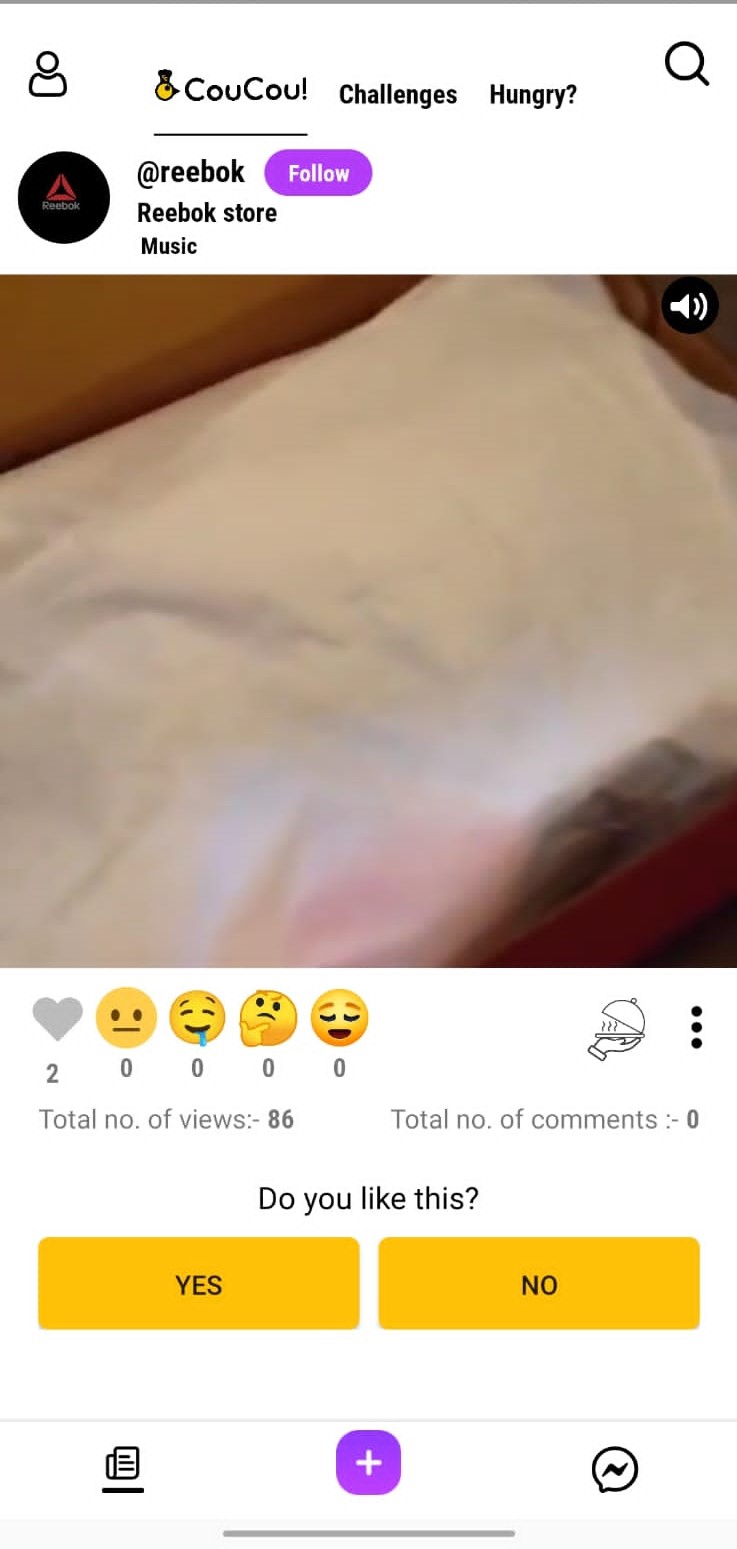 CouCou!
Challenges
Hungry?
Reebok
@reebok
Follow
Reebok store
Music
2
0
0
0
0
Total no. of views:- 86
Total no. of comments :- 0
Do you like this?
YES
NO